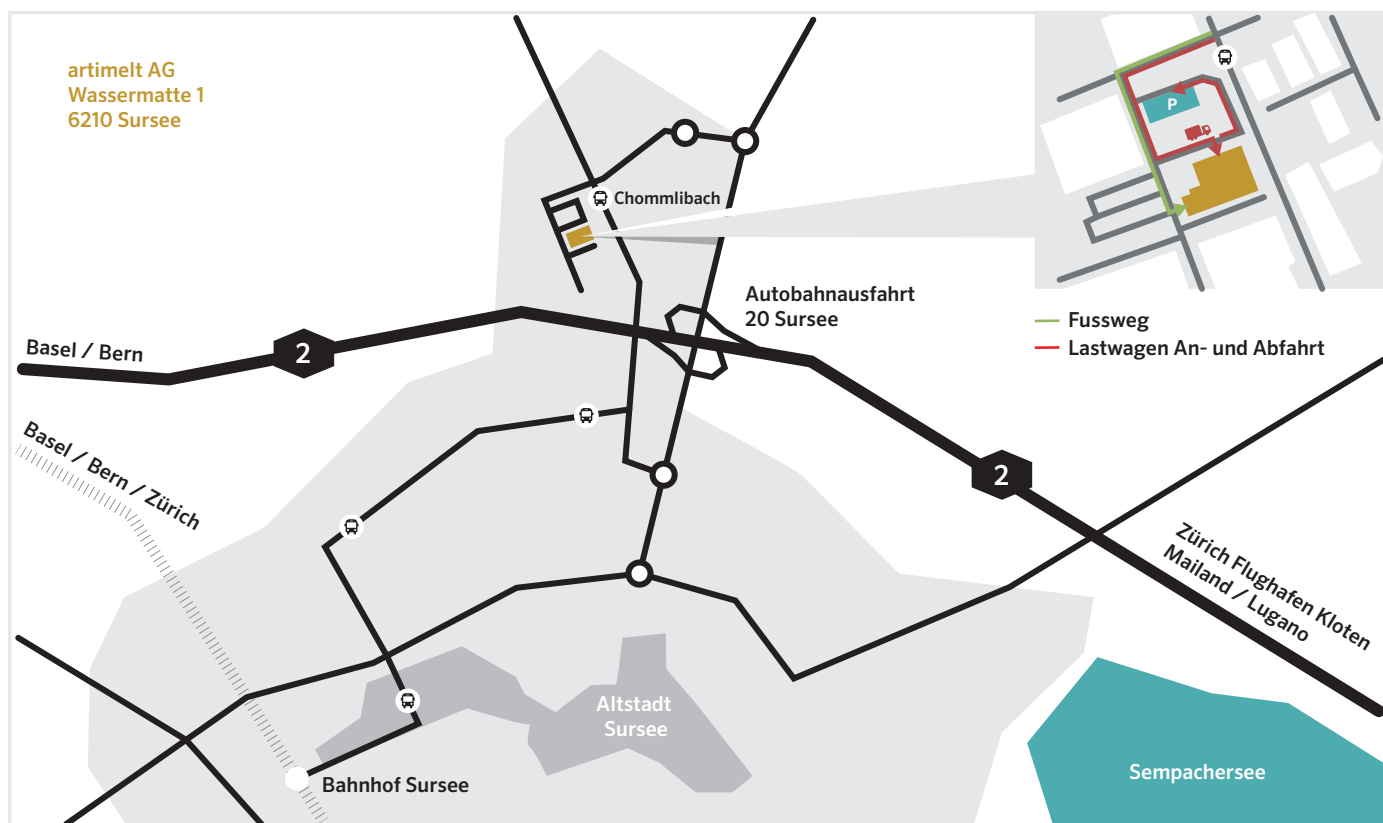 artimelt AG
Wassermatte 1
6210 Sursee
P
Chommlibach
Autobahnausfahrt
20 Sursee
Fussweg
Lastwagen An- und Abfahrt
Basel / Bern
2
Basel / Bern / Zürich
2
Zürich Flughafen Kloten
Mailand / Lugano
Altstadt
Sursee
Bahnhof Sursee
Sempachersee